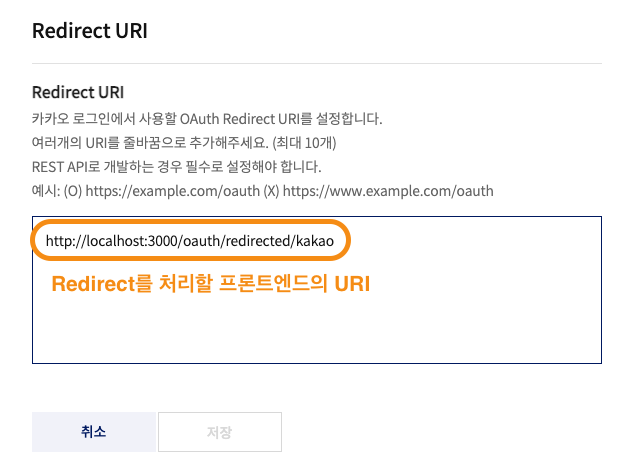 Redirect URI
Redirect URI
카카오 로그인에서 사용할 OAuth Redirect URI를 설정합니다.
여러개의 URI를 줄바꿈으로 추가해주세요. (최대 10개)
REST API로 개발하는 경우 필수로 설정해야 합니다.
예시: (O) https://example.com/oauth (X) https://www.example.com/oauth
http://localhost:3000/oauth/redirected/kakao
Redirect를 처리할 프론트엔드의 URI
취소 저장